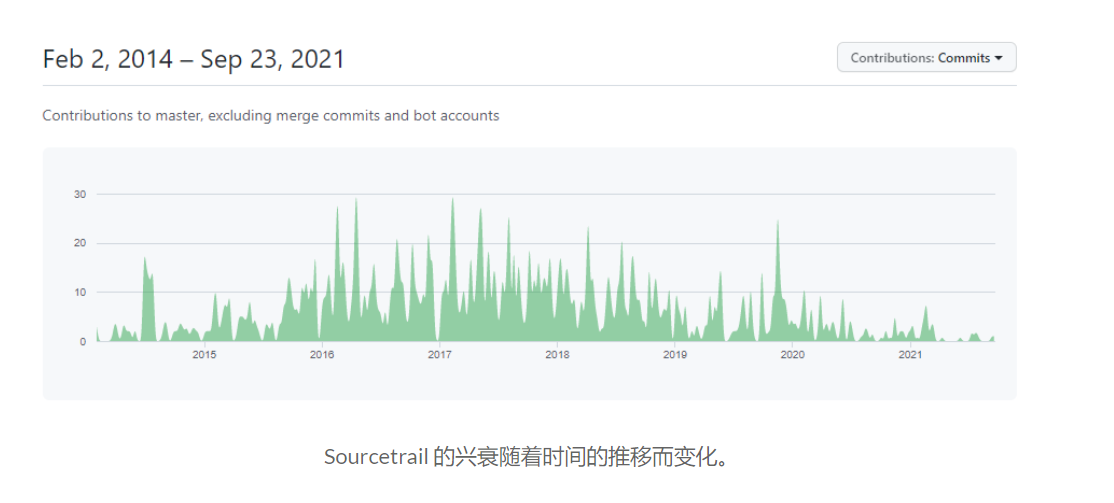 Feb 2, 2014 – Sep 23, 2021
Contributions: Commits
Contributions to master, excluding merge commits and bot accounts
30
20
10
0
2015 2016 2017 2018 2019 2020 2021
Sourcetrail 的兴衰随着时间的推移而变化。